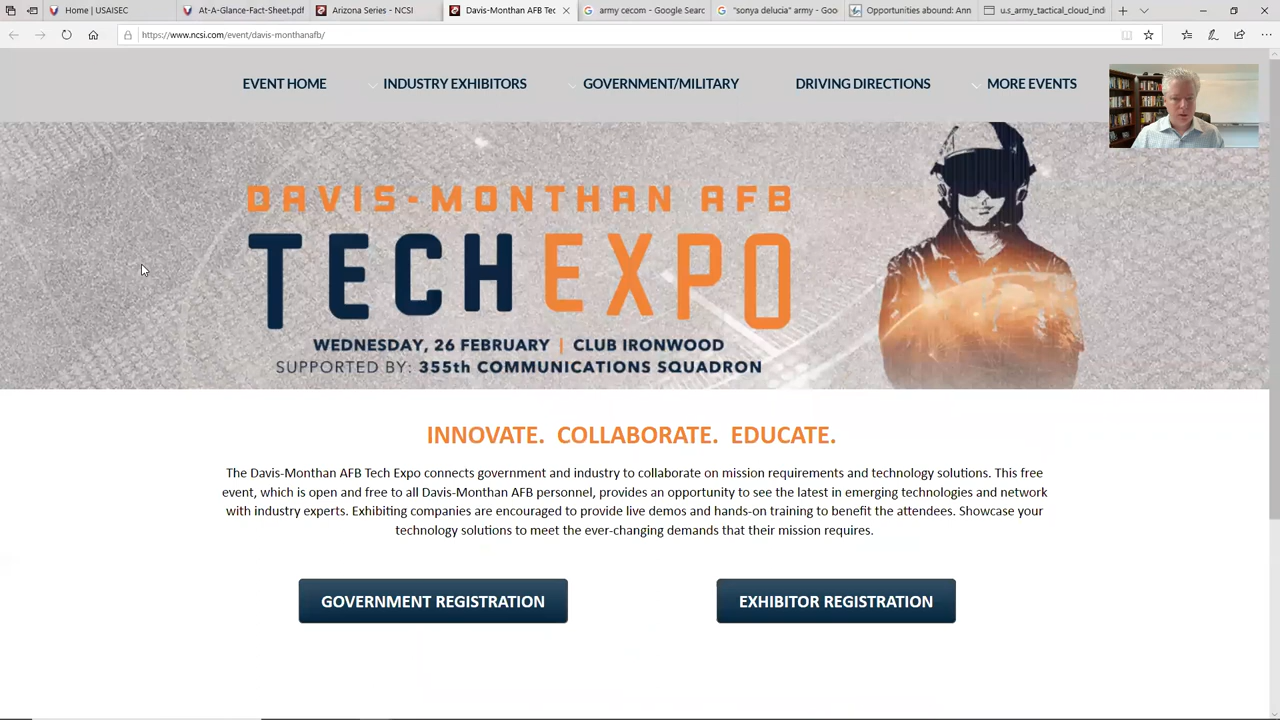 Home | USAISEC
At-A-Glance-Fact-Sheet.pdf
Arizona Series - NCSI
Davis-Monthan AFB Tec
army cecom - Google Searc
"sonya delucia" army - Goo
Opportunities abound: Ann
u.s_army_tactical_cloud_ind
https://www.ncsi.com/event/davis-monthanafb/
EVENT HOME
INDUSTRY EXHIBITORS
GOVERNMENT/MILITARY
DRIVING DIRECTIONS
MORE EVENTS
DAVIS-MONTHAN AFB
TECH EXPO
WEDNESDAY, 26 FEBRUARY | CLUB IRONWOOD
SUPPORTED BY: 355th COMMUNICATIONS SQUADRON
INNOVATE. COLLABORATE. EDUCATE.
The Davis-Monthan AFB Tech Expo connects government and industry to collaborate on mission requirements and technology solutions. This free
event, which is open and free to all Davis-Monthan AFB personnel, provides an opportunity to see the latest in emerging technologies and network
with industry experts. Exhibiting companies are encouraged to provide live demos and hands-on training to benefit the attendees. Showcase your
technology solutions to meet the ever-changing demands that their mission requires.
GOVERNMENT REGISTRATION
EXHIBITOR REGISTRATION